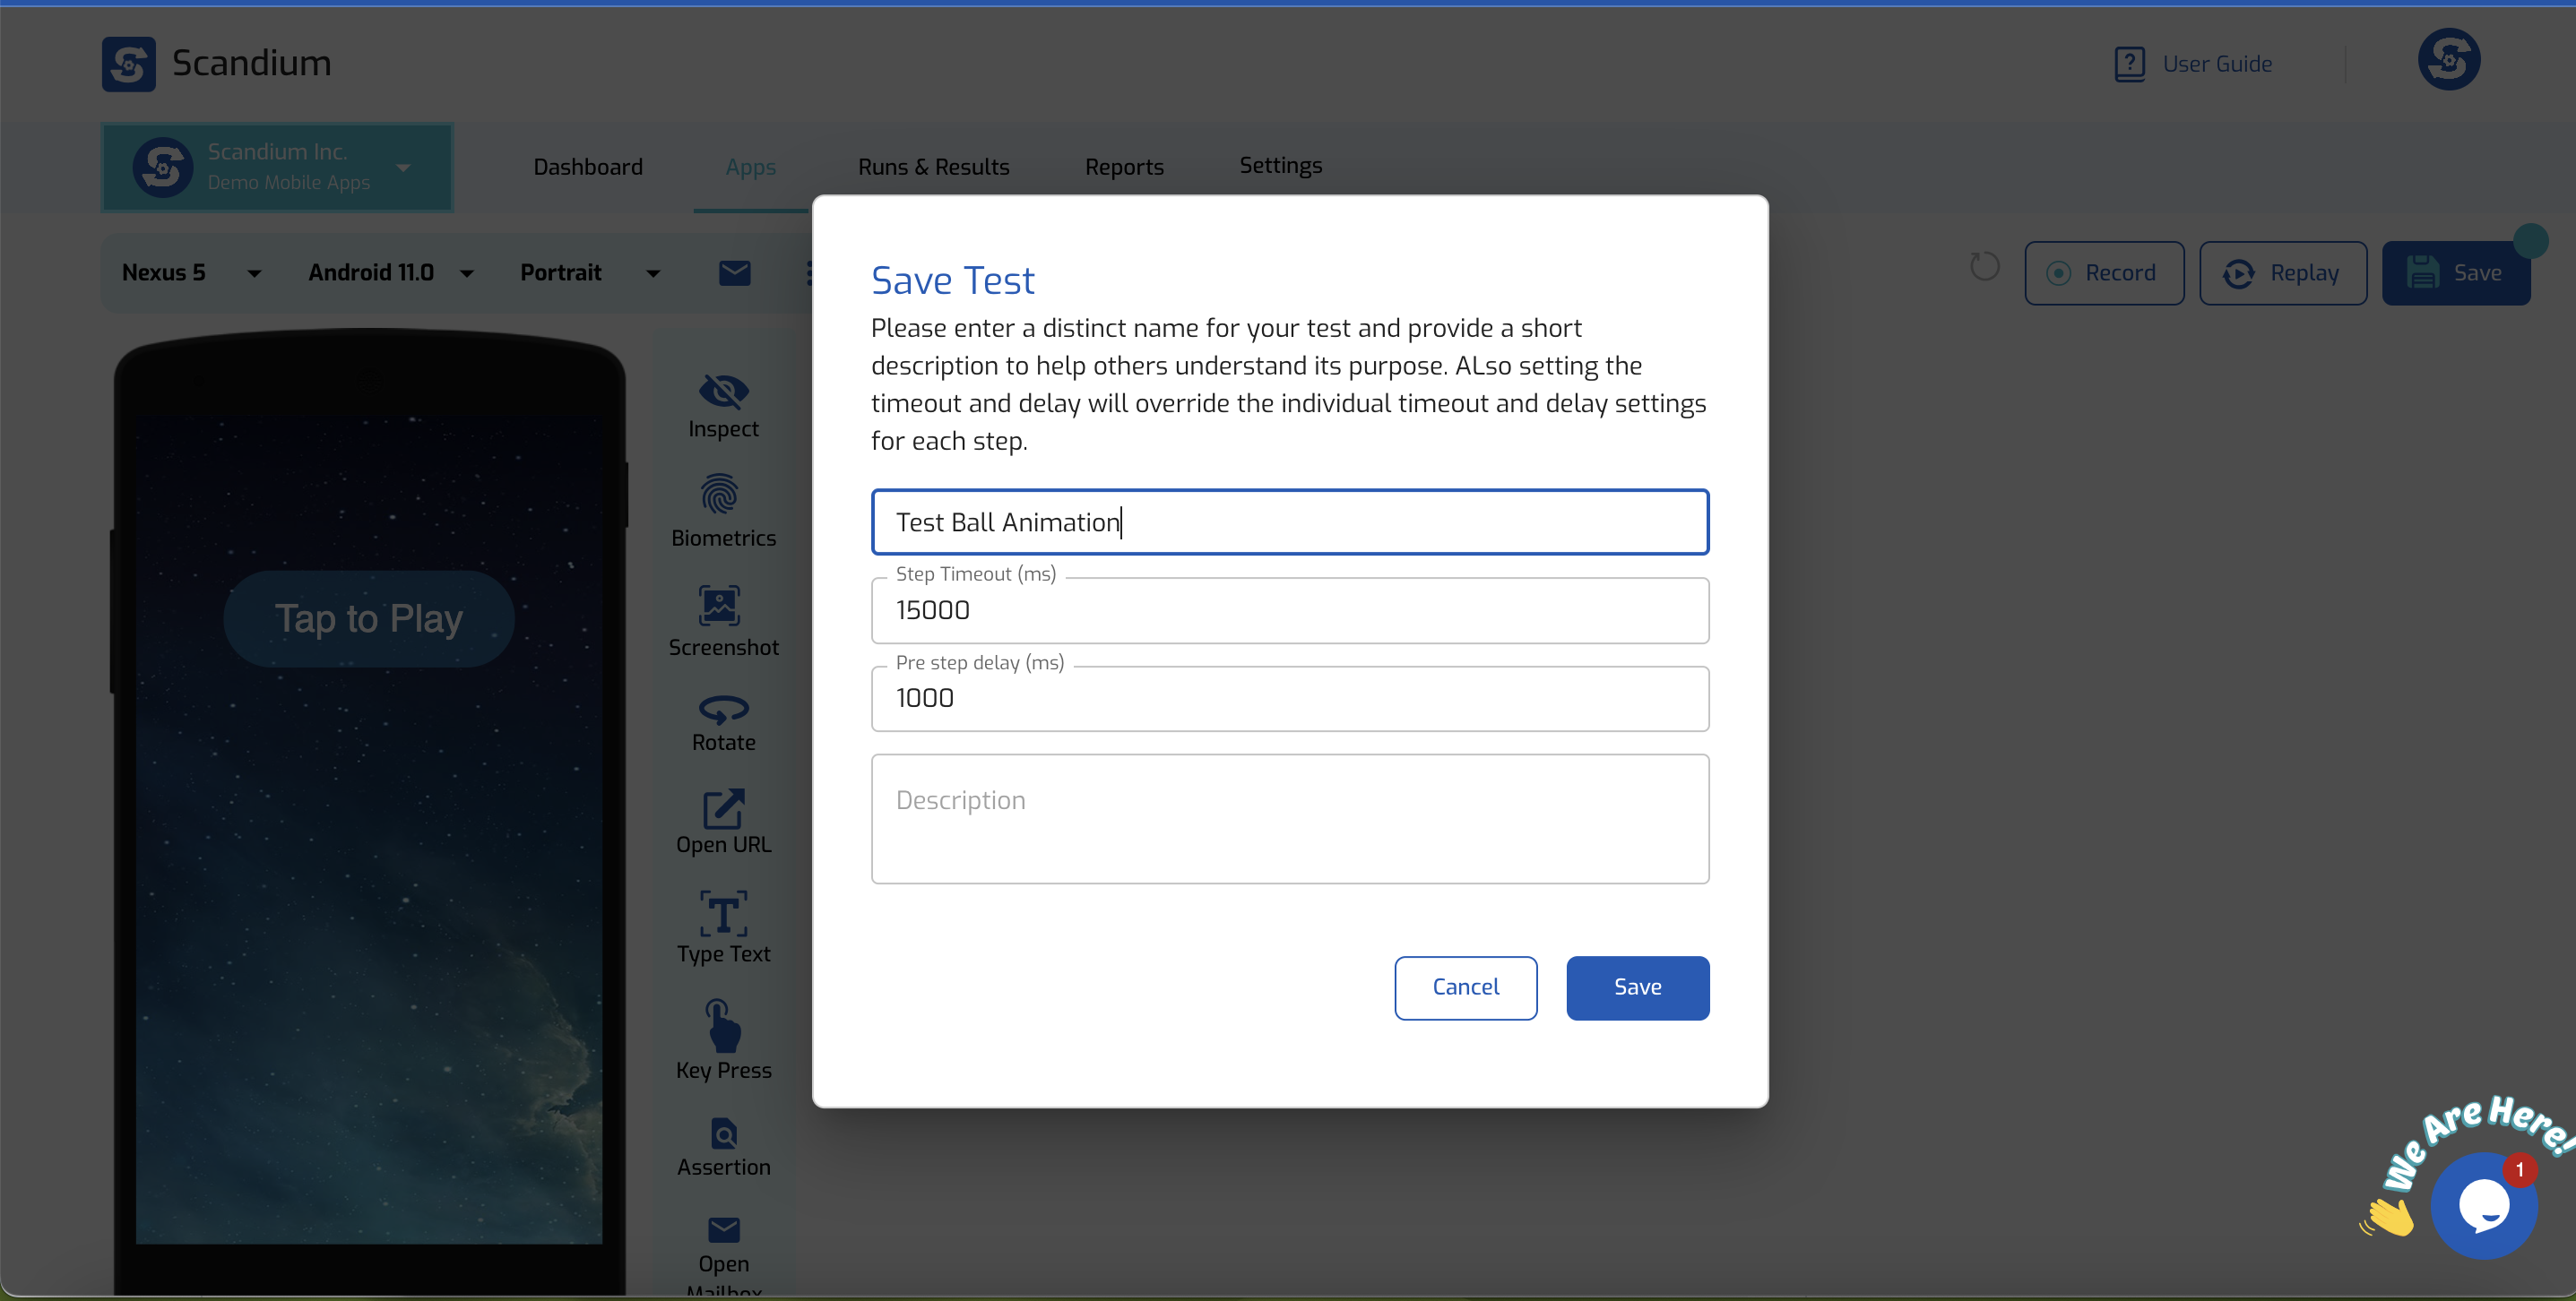 Scandium
User Guide
Scandium Inc.
Demo Mobile Apps
Dashboard
Apps
Runs & Results
Reports
Settings
Nexus 5
Android 11.0
Portrait
Record
Replay
Save
Tap to Play
Inspect
Biometrics
Screenshot
Rotate
Open URL
Type Text
Key Press
Assertion
Open
Mailbox
Save Test
Please enter a distinct name for your test and provide a short
description to help others understand its purpose. ALso setting the
timeout and delay will override the individual timeout and delay settings
for each step.
Test Ball Animation
Step Timeout (ms)
15000
Pre step delay (ms)
1000
Description
Cancel
Save
We Are Here!
1